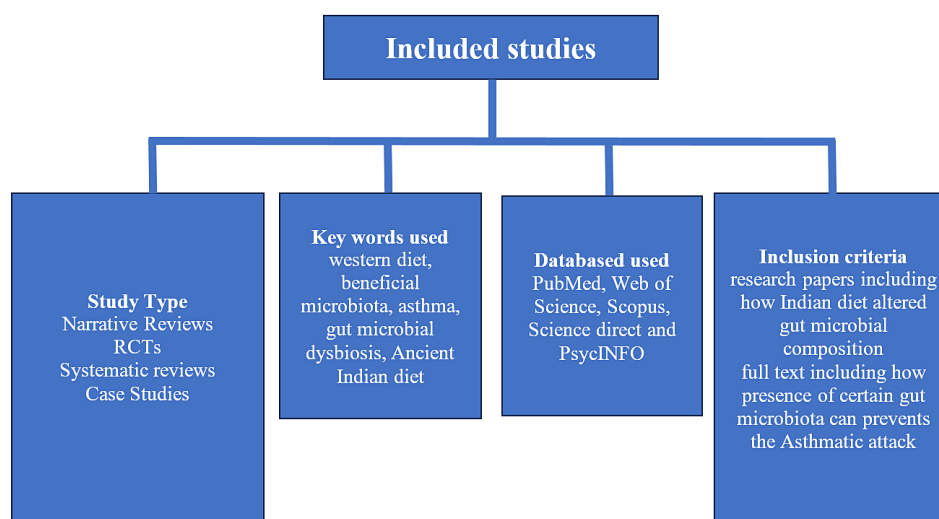 Included studies
Study Type
Narrative Reviews
RCTs
Systematic reviews
Case Studies
Key words used
western diet,
beneficial
microbiota, asthma,
gut microbial
dysbiosis, Ancient
Indian diet
Databased used
PubMed, Web of
Science, Scopus,
Science direct and
PsycINFO
Inclusion criteria
research papers including
how Indian diet altered
gut microbial
composition
full text including how
presence of certain gut
microbiota can prevents
the Asthmatic attack